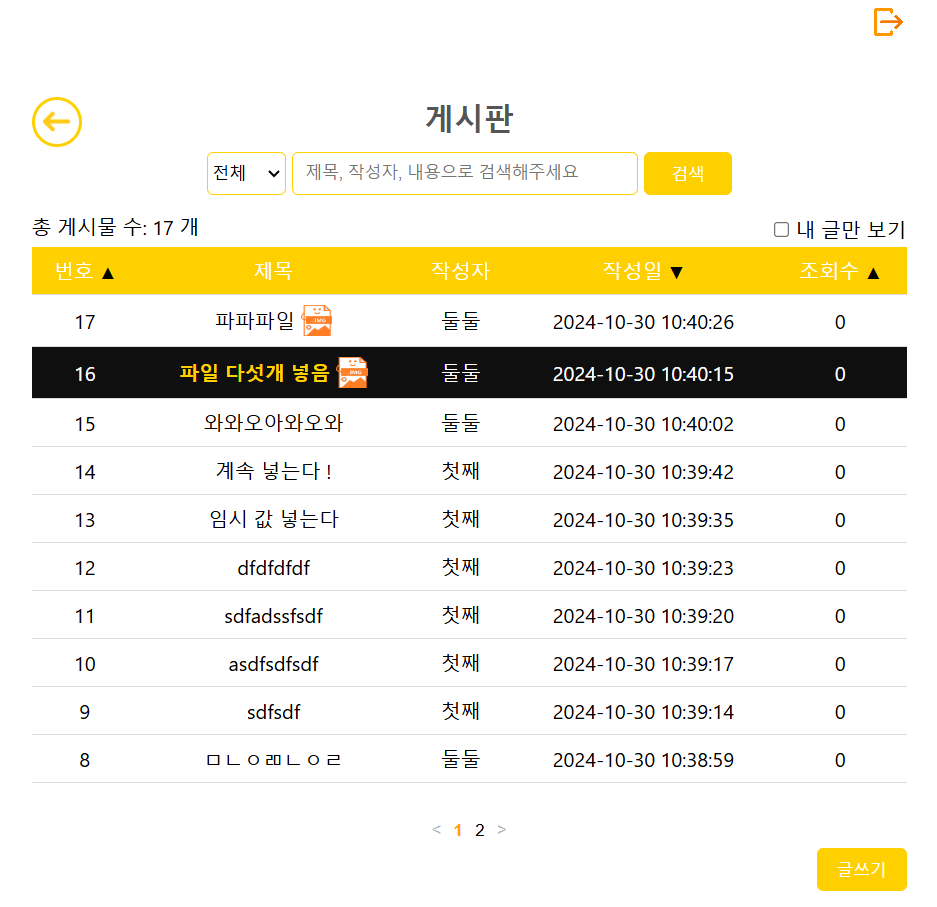 게시판
전체 제목, 작성자, 내용으로 검색해주세요 검색
총 게시물 수: 17 개 내 글만 보기
번호 ▲ 제목 작성자 작성일 ▼ 조회수 ▲
17 파파파일 IMG 둘둘 2024-10-30 10:40:26 0
16 파일 다섯개 넣음 IMG 둘둘 2024-10-30 10:40:15 0
15 와와오아와오와 둘둘 2024-10-30 10:40:02 0
14 계속 넣는다 ! 첫째 2024-10-30 10:39:42 0
13 임시 값 넣는다 첫째 2024-10-30 10:39:35 0
12 dfdfdfdf 첫째 2024-10-30 10:39:23 0
11 sdfadssfsdf 첫째 2024-10-30 10:39:20 0
10 asdfsdfsdf 첫째 2024-10-30 10:39:17 0
9 sdfsdf 첫째 2024-10-30 10:39:14 0
8 ㅁㄴㅇㄻㄴㅇㄹ 둘둘 2024-10-30 10:38:59 0
< 1 2 >
글쓰기